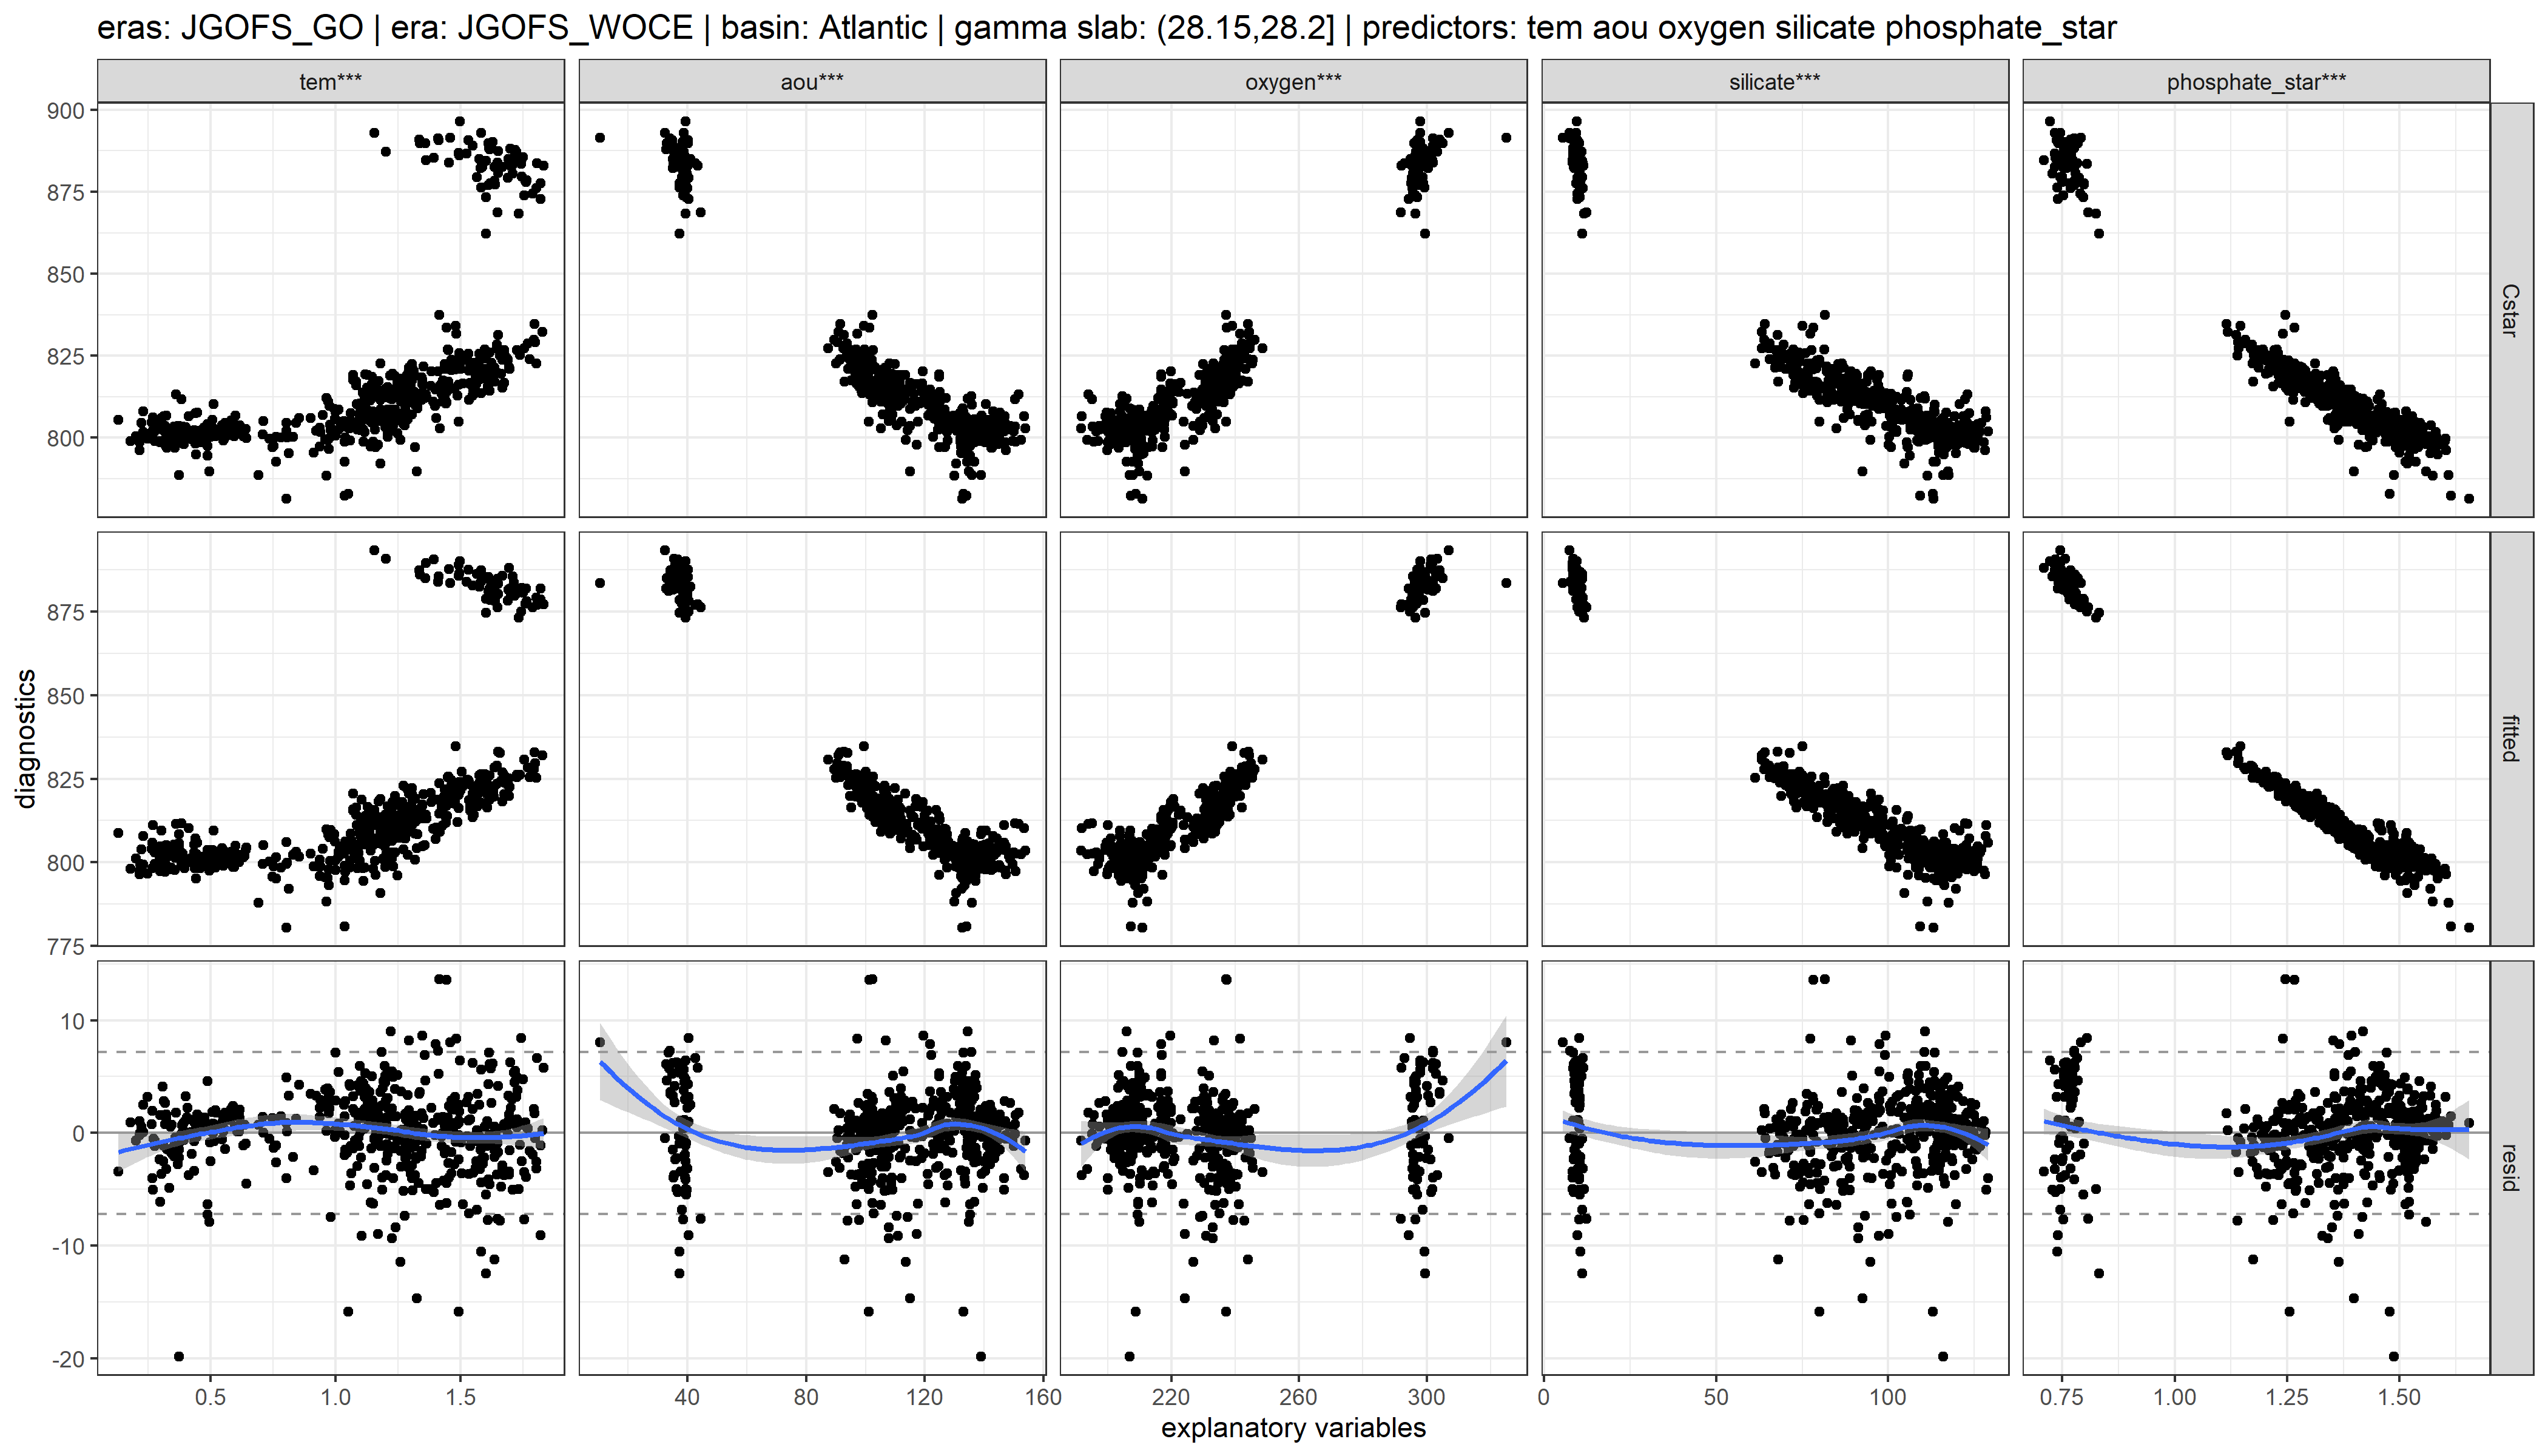 eras: JGOFS_GO | era: JGOFS_WOCE | basin: Atlantic | gamma slab: (28.15,28.2] | predictors: tem aou oxygen silicate phosphate_star
tem*** aou*** oxygen*** silicate*** phosphate_star***
900
875
850
825
800
Cstar
875
850
825
800
775
fitted
diagnostics
10
0
-10
-20
resid
0.5 1.0 1.5 40 80 120 160 220 260 300 0 50 100 0.75 1.00 1.25 1.50
explanatory variables